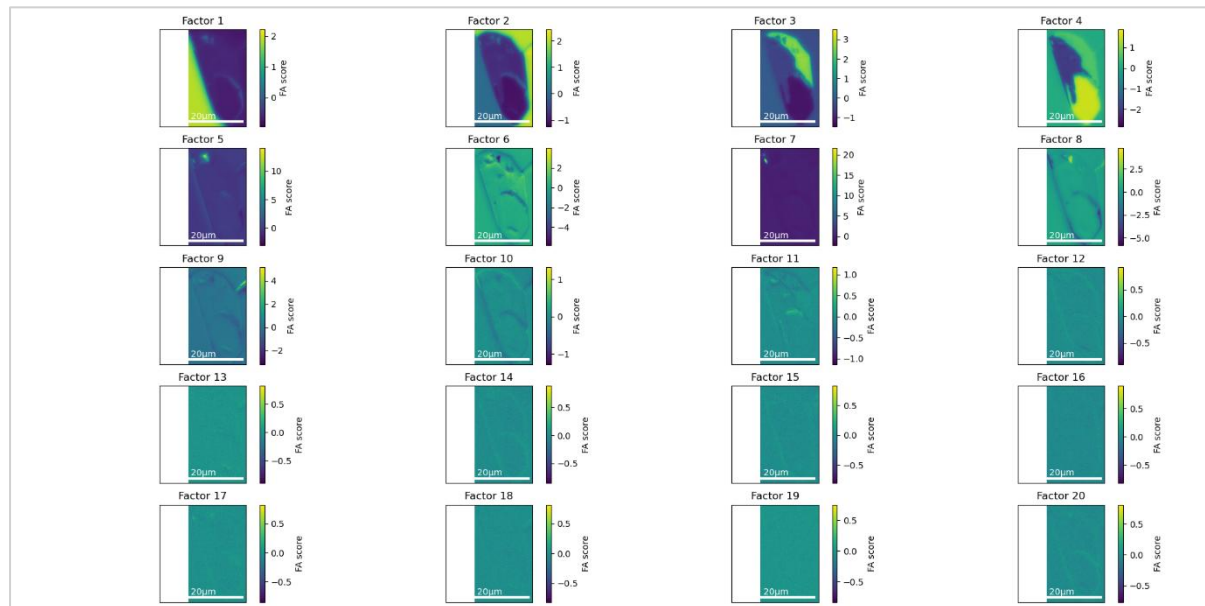 Factor 1 Factor 2 Factor 3 Factor 4
2 1 0 FA score 20μm
2 1 0 −1 FA score 20μm
3 2 1 0 −1 FA score 20μm
1 0 −1 −2 FA score 20μm
Factor 5 Factor 6 Factor 7 Factor 8
10 5 0 FA score 20μm
2 0 −2 −4 FA score 20μm
20 15 10 5 0 FA score 20μm
2.5 0.0 −2.5 −5.0 FA score 20μm
Factor 9 Factor 10 Factor 11 Factor 12
4 2 0 −2 FA score 20μm
1 0 −1 FA score 20μm
1.0 0.5 0.0 −0.5 −1.0 FA score 20μm
0.5 0.0 −0.5 FA score 20μm
Factor 13 Factor 14 Factor 15 Factor 16
0.5 0.0 −0.5 FA score 20μm
0.5 0.0 −0.5 FA score 20μm
0.5 0.0 −0.5 FA score 20μm
0.5 0.0 −0.5 FA score 20μm
Factor 17 Factor 18 Factor 19 Factor 20
0.5 0.0 −0.5 FA score 20μm
0.5 0.0 −0.5 FA score 20μm
0.5 0.0 −0.5 FA score 20μm
0.5 0.0 −0.5 FA score 20μm